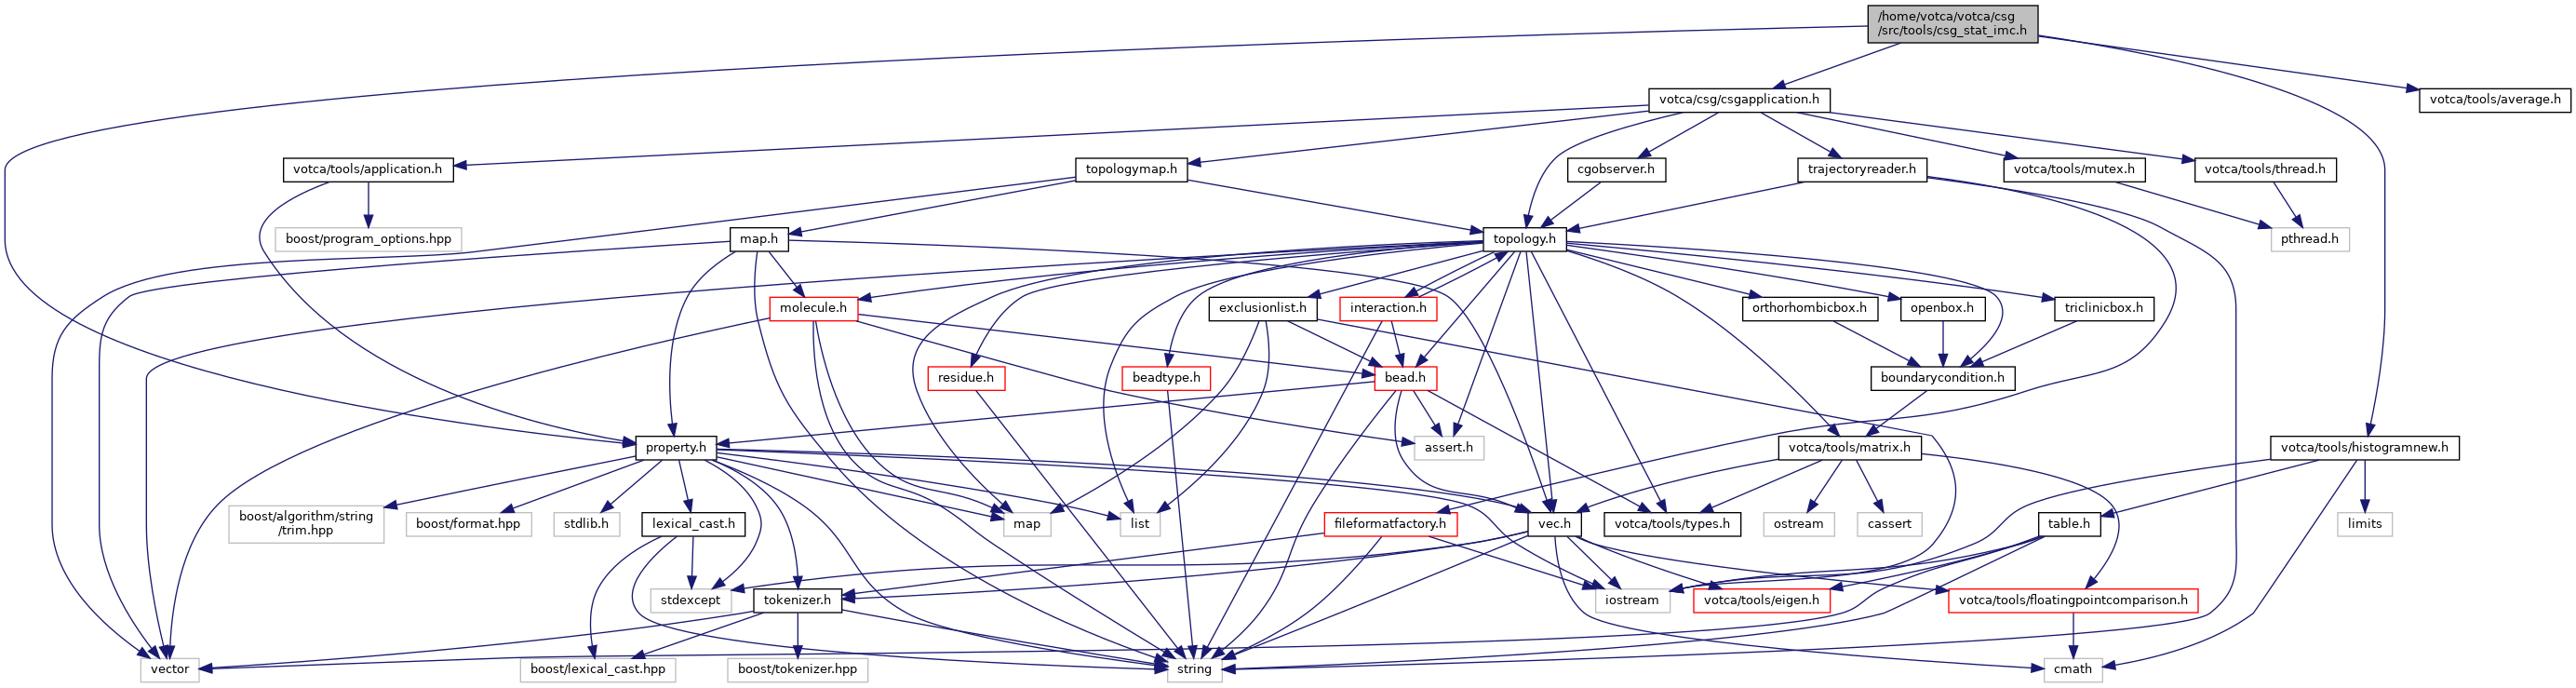 /home/votca/votca/csg
/src/tools/csg_stat_imc.h
votca/csg/csgapplication.h
votca/tools/average.h
votca/tools/application.h
topologymap.h
cgobserver.h
trajectoryreader.h
votca/tools/mutex.h
votca/tools/thread.h
boost/program_options.hpp
map.h
topology.h
pthread.h
molecule.h
exclusionlist.h
interaction.h
orthorhombicbox.h
openbox.h
triclinicbox.h
residue.h
beadtype.h
bead.h
boundarycondition.h
property.h
assert.h
votca/tools/matrix.h
votca/tools/histogramnew.h
boost/algorithm/string
/trim.hpp
boost/format.hpp
stdlib.h
lexical_cast.h
map
list
fileformatfactory.h
vec.h
votca/tools/types.h
ostream
cassert
table.h
limits
stdexcept
tokenizer.h
iostream
votca/tools/eigen.h
votca/tools/floatingpointcomparison.h
vector
boost/lexical_cast.hpp
boost/tokenizer.hpp
string
cmath